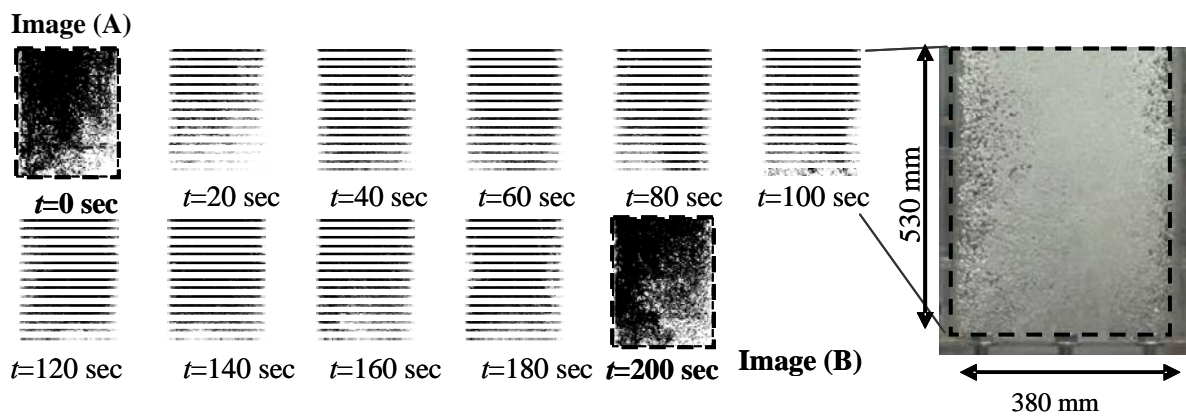 Image (A)
t=0 sec
t=20 sec
t=40 sec
t=60 sec
t=80 sec
t=100 sec
530 mm
t=120 sec
t=140 sec
t=160 sec
t=180 sec
t=200 sec
Image (B)
380 mm